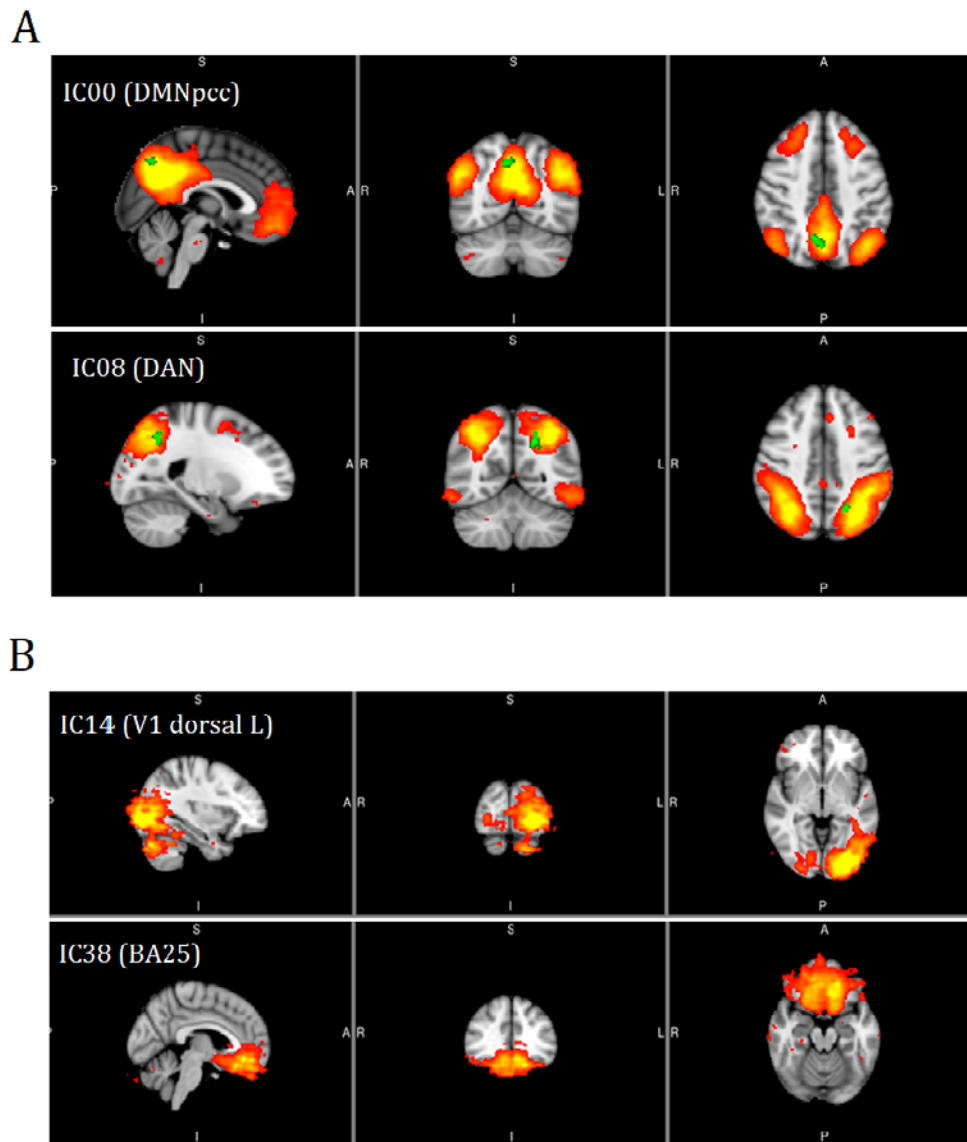 A
IC00 (DMNpcc)
S S A
P A R L R
I I P
IC08 (DAN)
S S A
P A R L R
I I P
B
IC14 (V1 dorsal L)
S S A
P A R L R
I I P
IC38 (BA25)
S S A
P A R L R
I I P